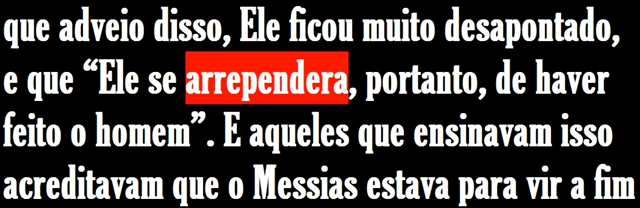 que adveio disso, Ele ficou muito desapontado,
e que “Ele se arrependera, portanto, de haver
feito o homem”. E aqueles que ensinavam isso
acreditavam que o Messias estava para vir a fim